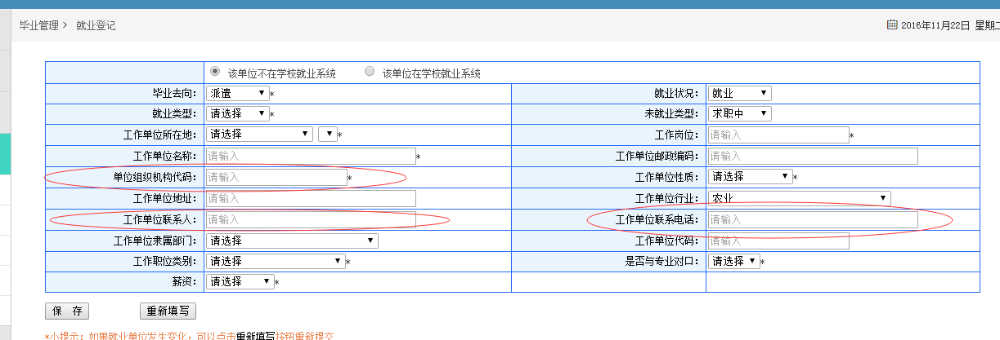 毕业管理 > 就业登记
2016年11月22日 星期二
该单位不在学校就业系统 该单位在学校就业系统
毕业去向: 派遣 * 就业状况: 就业
就业类型: 请选择 * 未就业类型: 求职中
工作单位所在地: 请选择 * 工作岗位: 请输入 *
工作单位名称: 请输入 * 工作单位邮政编码:
单位组织机构代码: 请输入 * 工作单位性质: 请选择 *
工作单位地址: 请输入 工作单位行业: 农业
工作单位联系人: 请输入 工作单位联系电话: 请输入
工作单位隶属部门: 请选择 工作单位代码: 请输入
工作职位类别: 请选择 * 是否与专业对口: 请选择 *
薪资: 请选择 *
保 存 重新填写
*小提示: 如果就业单位发生变化, 可以点击重新填写按钮重新提交